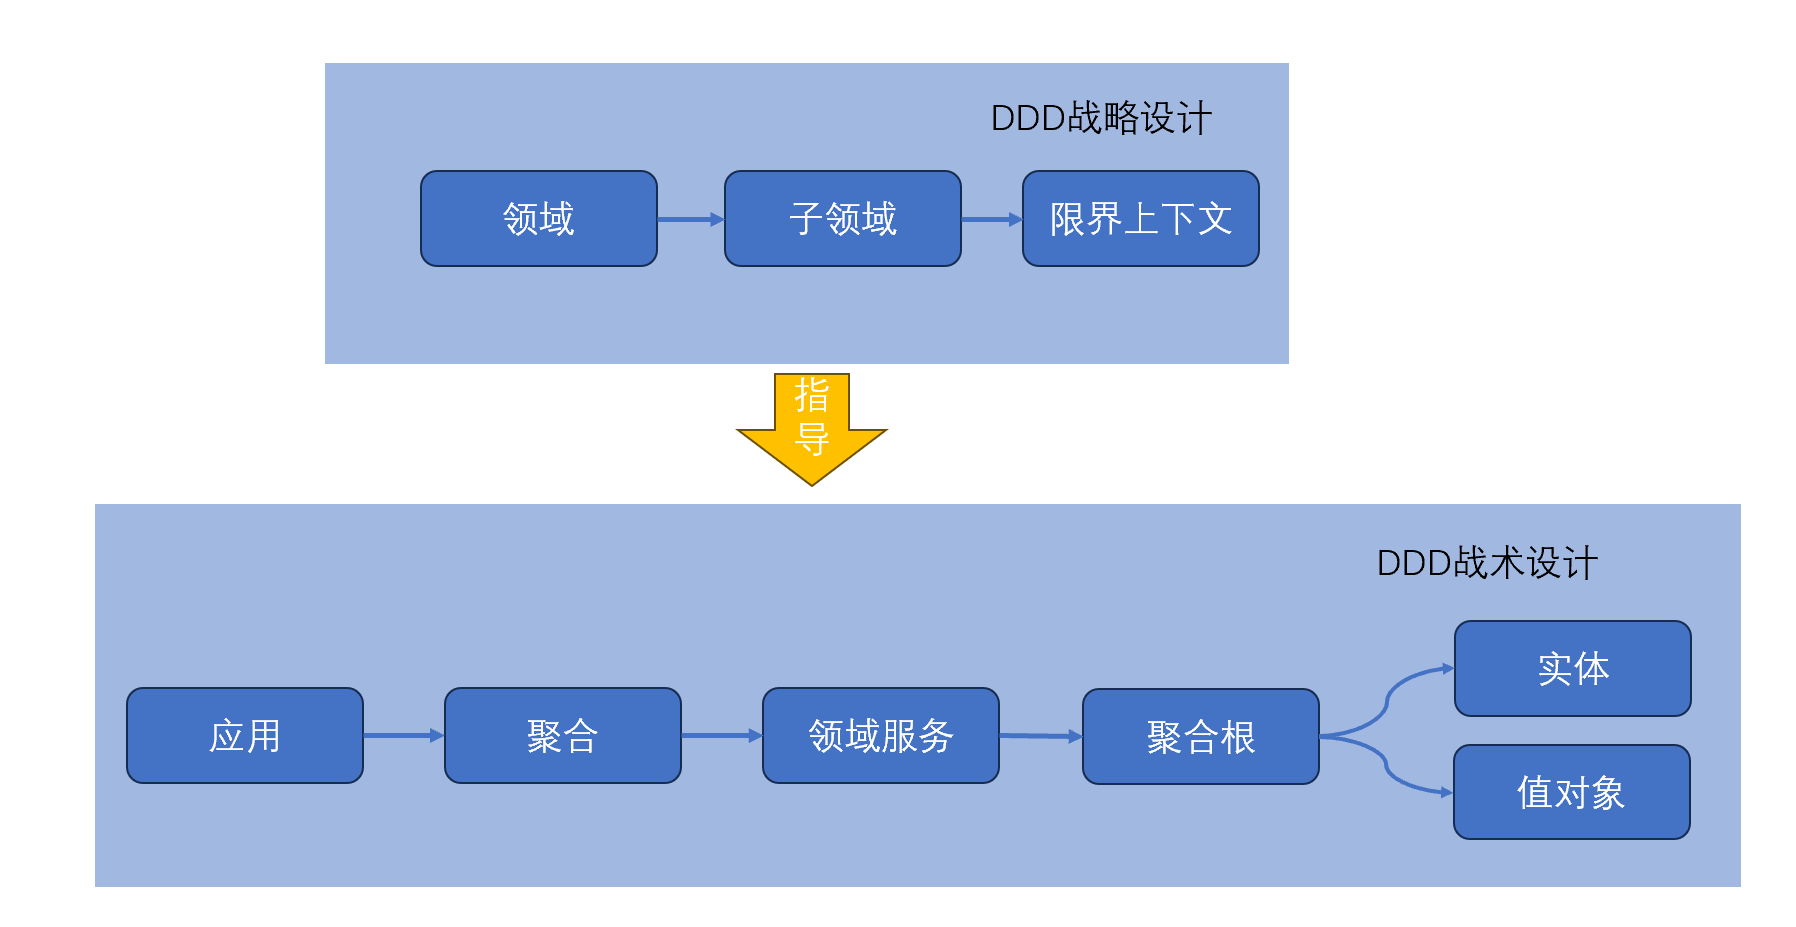 DDD战略设计
领域
子领域
限界上下文
指
导
DDD战术设计
应用
聚合
领域服务
聚合根
实体
值对象